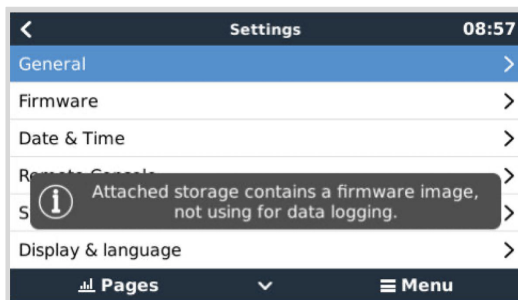 Settings
08:57
General
Firmware
Date & Time
Attached storage contains a firmware image,
not using for data logging.
Display & language
Pages
Menu